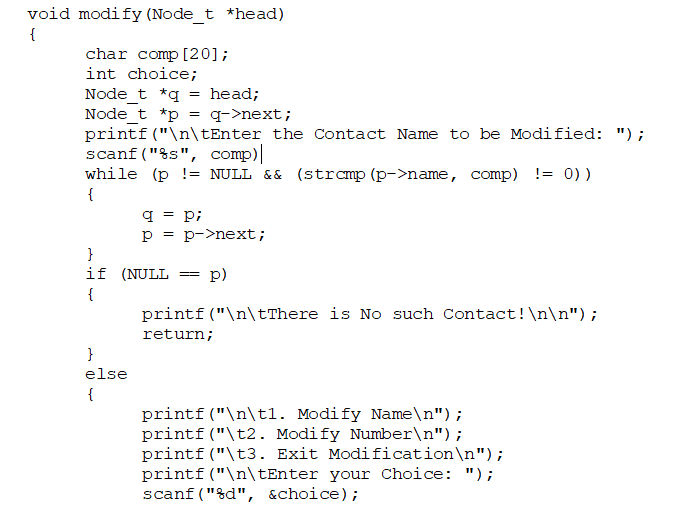 void modify(Node_t *head)
{
char comp[20];
int choice;
Node_t *q = head;
Node_t *p = q->next;
printf("\n\tEnter the Contact Name to be Modified: ");
scanf("%s", comp)
while (p != NULL && (strcmp(p->name, comp) != 0))
{
q = p;
p = p->next;
}
if (NULL == p)
{
printf("\n\tThere is No such Contact!\n\n");
return;
}
else
{
printf("\n\t1. Modify Name\n");
printf("\t2. Modify Number\n");
printf("\t3. Exit Modification\n");
printf("\n\tEnter your Choice: ");
scanf("%d", &choice);